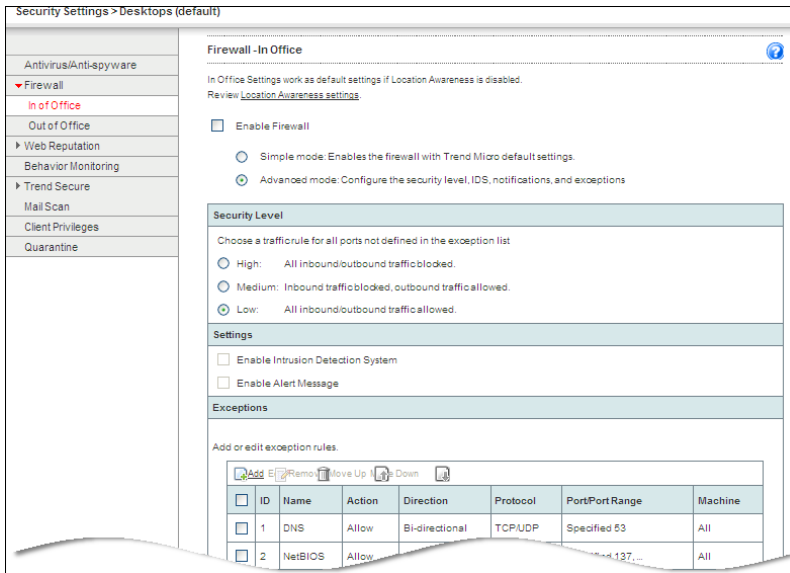 Security Settings > Desktops (default)
Antivirus/Anti-spyware
Firewall
In of Office
Out of Office
Web Reputation
Behavior Monitoring
Trend Secure
Mail Scan
Client Privileges
Quarantine
Firewall - In Office
In Office Settings work as default settings if Location Awareness is disabled.
Review Location Awareness settings.
Enable Firewall
Simple mode: Enables the firewall with Trend Micro default settings.
Advanced mode: Configure the security level, IDS, notifications, and exceptions
Security Level
Choose a traffic rule for all ports not defined in the exception list
High: All inbound/outbound traffic blocked.
Medium: Inbound traffic blocked, outbound traffic allowed.
Low: All inbound/outbound traffic allowed.
Settings
Enable Intrusion Detection System
Enable Alert Message
Exceptions
Add or edit exception rules.
Add Remov Move Up Down
ID Name Action Direction Protocol Port/Port Range Machine
1 DNS Allow Bi-directional TCP/UDP Specified 53 All
2 NetBIOS Allow 137, ... All